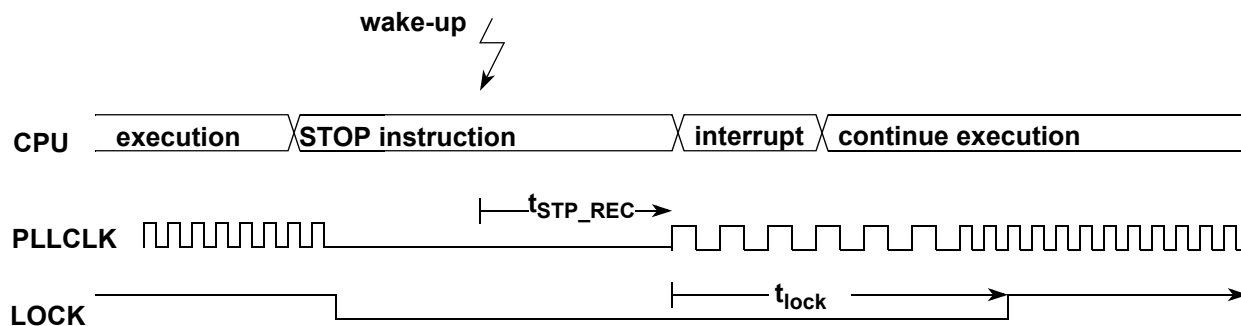 wake-up
CPU execution STOP instruction interrupt continue execution
tSTP_REC
PLLCLK
tlock
LOCK